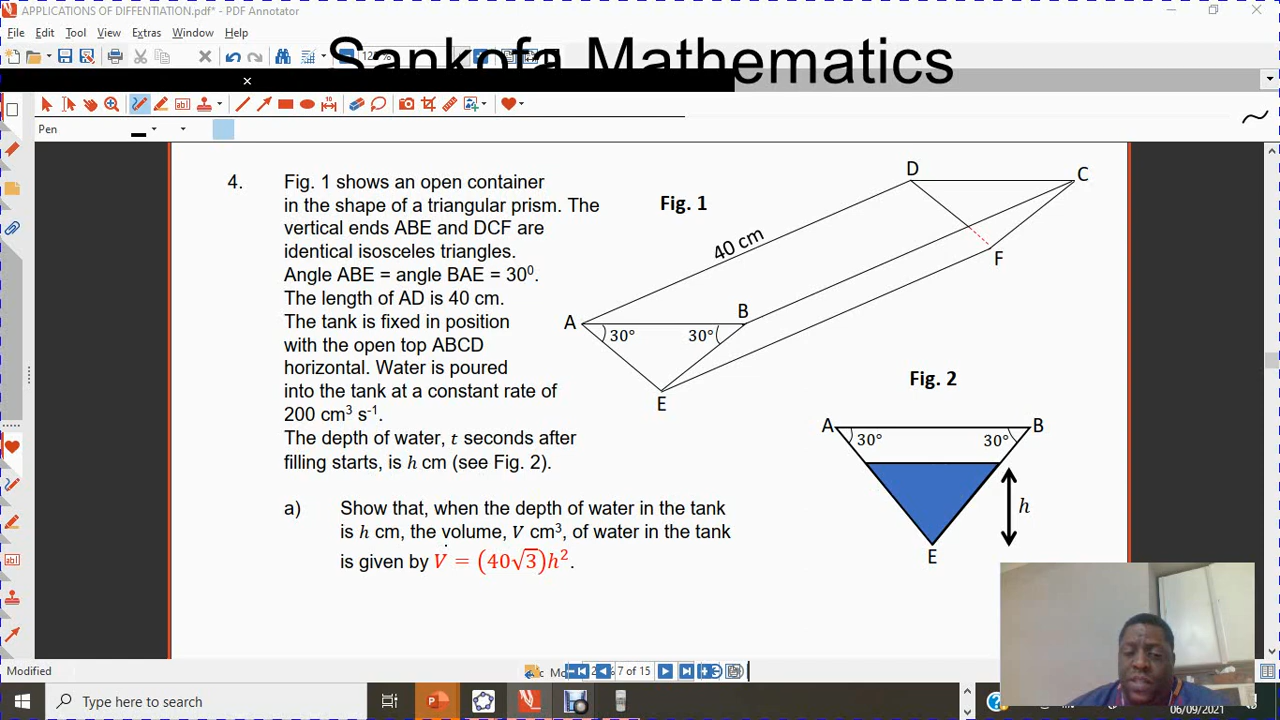 APPLICATIONS OF DIFFENTIATION.pdf* - PDF Annotator
File Edit Tool View Extras Window Help
Sankofa Mathematics
Pen
4. Fig. 1 shows an open container
in the shape of a triangular prism. The
vertical ends ABE and DCF are
identical isosceles triangles.
Angle ABE = angle BAE = 30⁰.
The length of AD is 40 cm.
The tank is fixed in position
with the open top ABCD
horizontal. Water is poured
into the tank at a constant rate of
200 cm³ s⁻¹.
The depth of water, t seconds after
filling starts, is h cm (see Fig. 2).
Fig. 1
D
C
40 cm
F
A
B
30°
30°
E
Fig. 2
A
B
30°
30°
h
E
a) Show that, when the depth of water in the tank
is h cm, the volume, V cm³, of water in the tank
is given by V = (40√3)h².
Modified
7 of 15
Type here to search
06/09/2021